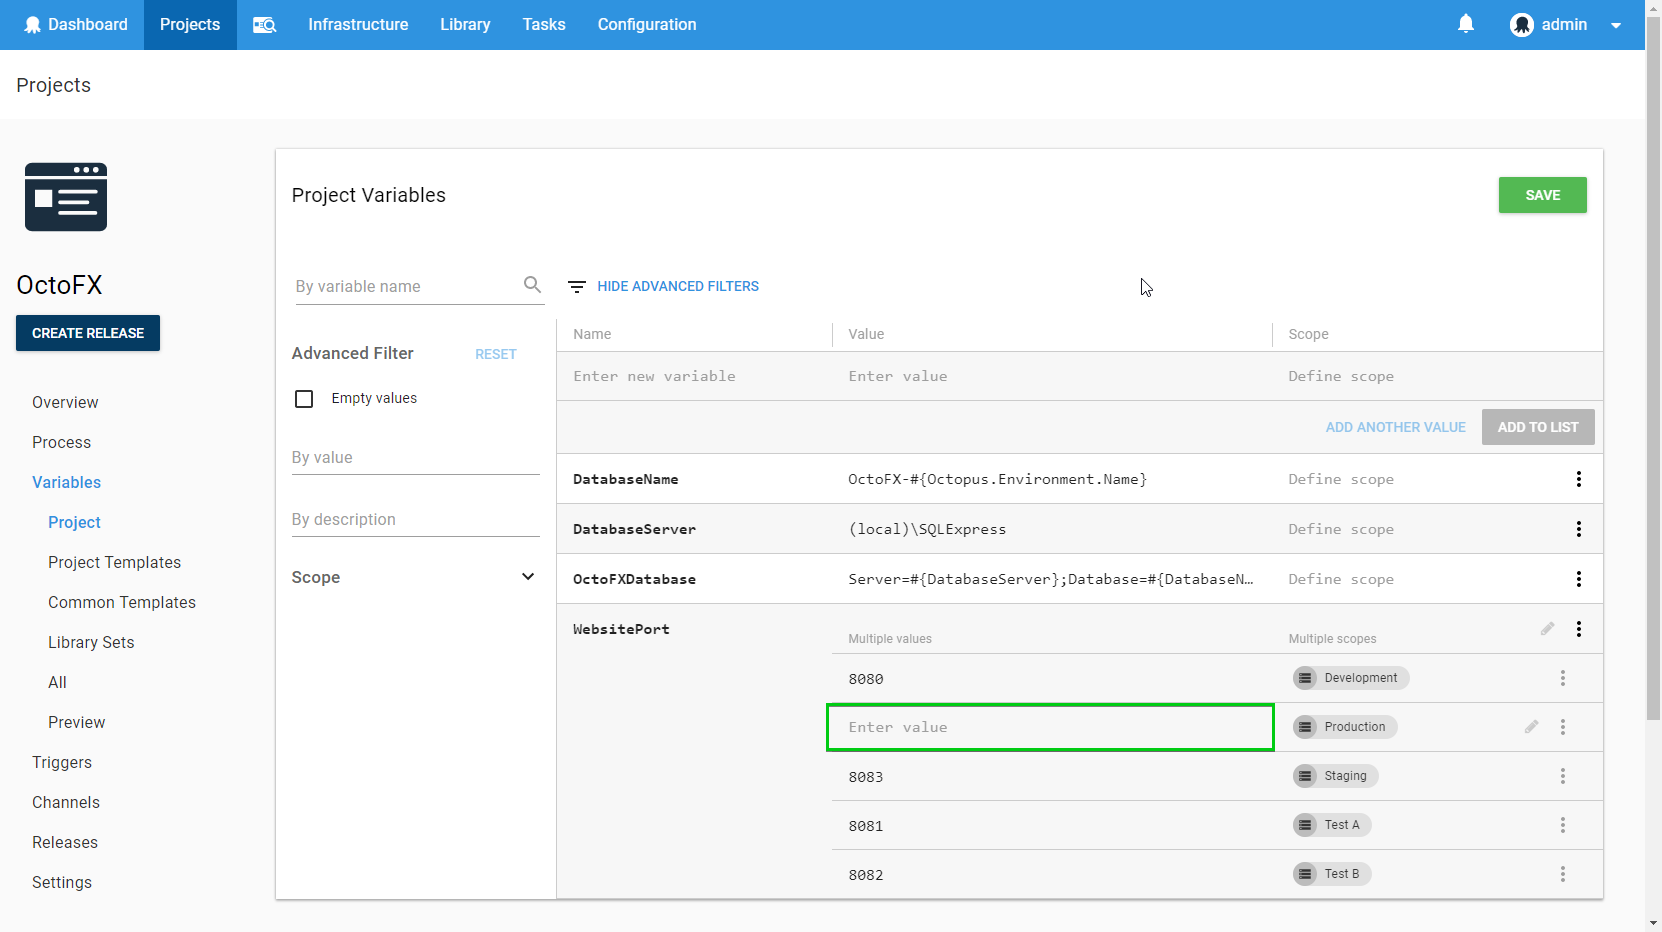 Dashboard Projects Infrastructure Library Tasks Configuration admin
Projects
OctoFX
CREATE RELEASE
Overview
Process
Variables
Project
Project Templates
Common Templates
Library Sets
All
Preview
Triggers
Channels
Releases
Settings
Project Variables
SAVE
By variable name
HIDE ADVANCED FILTERS
Advanced Filter RESET
Empty values
By value
By description
Scope
Name Value Scope
Enter new variable Enter value Define scope
ADD ANOTHER VALUE ADD TO LIST
DatabaseName OctoFX-#{Octopus.Environment.Name} Define scope
DatabaseServer (local)\SQLExpress Define scope
OctoFXDatabase Server=#{DatabaseServer};Database=#{DatabaseN… Define scope
WebsitePort Multiple values Multiple scopes
8080 Development
Enter value Production
8083 Staging
8081 Test A
8082 Test B